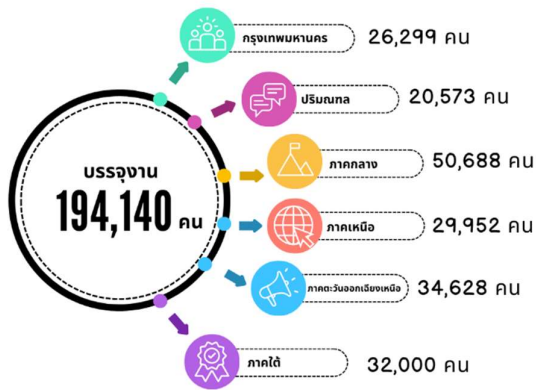 กรุงเทพมหานคร 26,299 คน
ปริมณฑล 20,573 คน
บรรจุงาน
194,140 คน
ภาคกลาง 50,688 คน
ภาคเหนือ 29,952 คน
ภาคตะวันออกเฉียงเหนือ 34,628 คน
ภาคใต้ 32,000 คน